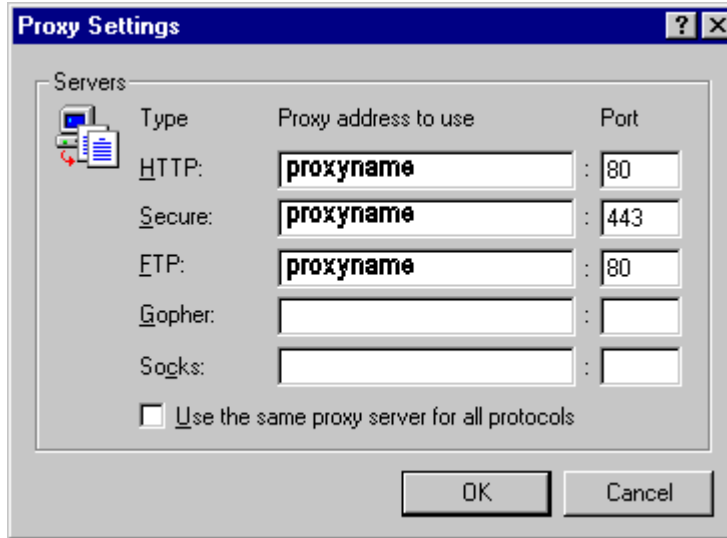 Proxy Settings ? X
Servers
Type Proxy address to use Port
HTTP: proxyname : 80
Secure: proxyname : 443
FTP: proxyname : 80
Gopher: :
Socks: :
Use the same proxy server for all protocols
OK Cancel